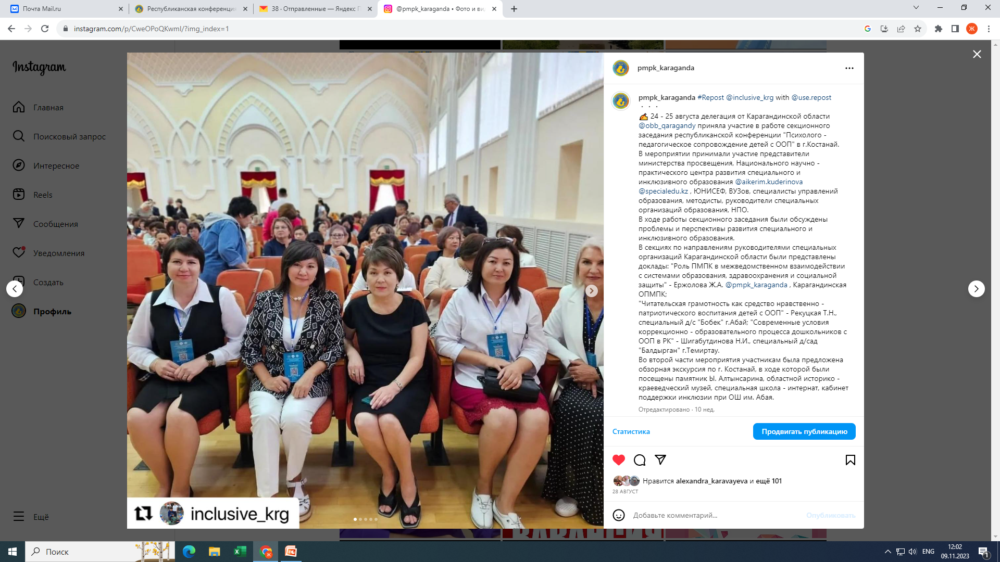 Почта Mail.ru
Республиканская конференция
38 · Отправленные — Яндекс П
@pmpk_karaganda • Фото и ви
instagram.com/p/CweOPoQKwmI/?img_index=1
Ж
Instagram
Главная
Поисковый запрос
Интересное
Reels
Сообщения
Уведомления
Создать
Профиль
Ещё
inclusive_krg
pmpk_karaganda
pmpk_karaganda #Repost @inclusive_krg with @use.repost
・・・
✍ 24 - 25 августа делегация от Карагандинской области
@obb_qaragandy приняла участие в работе секционного
заседания республиканской конференции "Психолого -
педагогическое сопровождение детей с ООП" в г.Костанай.
В мероприятии принимали участие представители
министерства просвещения, Национального научно -
практического центра развития специального и
инклюзивного образования @aikerim.kuderinova
@specialedu.kz , ЮНИСЕФ, ВУЗов, специалисты управлений
образования, методисты, руководители специальных
организаций образования, НПО.
В ходе работы секционного заседания были обсуждены
проблемы и перспективы развития специального и
инклюзивного образования.
В секциях по направлениям руководителями специальных
организаций Карагандинской области были представлены
доклады: "Роль ПМПК в межведомственном взаимодействии
с системами образования, здравоохранения и социальной
защиты" - Ержолова Ж.А. @pmpk_karaganda , Карагандинская
ОПМПК;
"Читательская грамотность как средство нравственно -
патриотического воспитания детей с ООП" - Рекуцкая Т.Н.,
специальный д/с "Бобек" г.Абай; "Современные условия
коррекционно - образовательного процесса дошкольников с
ООП в РК" - Шигабутдинова Н.И., специальный д/сад
"Балдырган" г.Темиртау.
Во второй части мероприятия участникам была предложена
обзорная экскурсия по г. Костанай, в ходе которой были
посещены памятник Ы. Алтынсарина, областной историко -
краеведческий музей, специальная школа - интернат, кабинет
поддержки инклюзии при ОШ им. Абая.
Отредактировано · 10 нед.
Статистика
Продвигать публикацию
Нравится alexandra_karavayeva и ещё 101
28 АВГУСТ
Добавьте комментарий...
Опубликовать
Поиск
Ж
ENG
12:02
09.11.2023
1